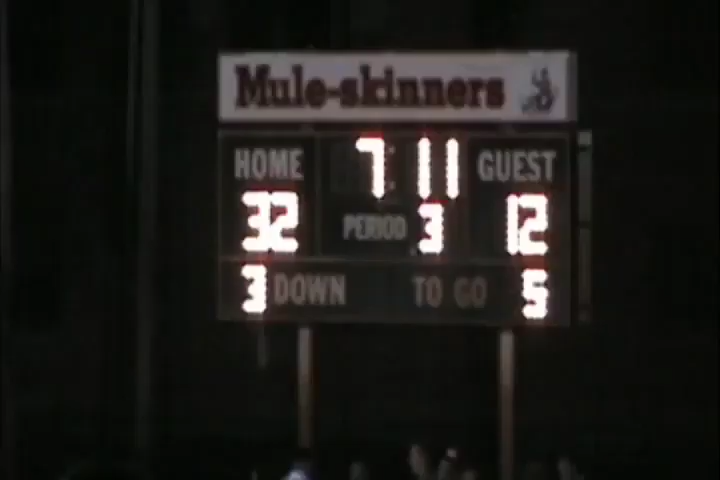 Mule-skinners
HOME 7:11 GUEST
32 PERIOD 3 12
3 DOWN TO GO 5